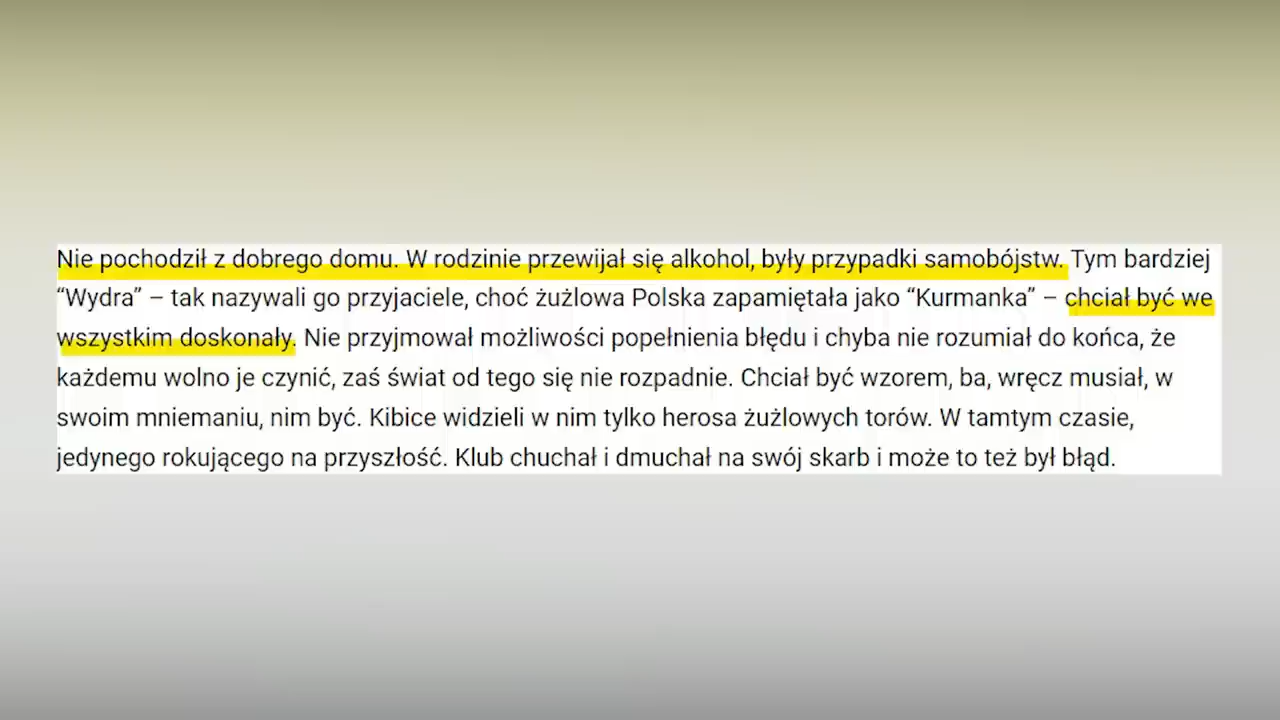 Nie pochodził z dobrego domu. W rodzinie przewijał się alkohol, były przypadki samobójstw. Tym bardziej
“Wydra” – tak nazywali go przyjaciele, choć żużlowa Polska zapamiętała jako “Kurmanka” – chciał być we
wszystkim doskonały. Nie przyjmował możliwości popełnienia błędu i chyba nie rozumiał do końca, że
każdemu wolno je czynić, zaś świat od tego się nie rozpadnie. Chciał być wzorem, ba, wręcz musiał, w
swoim mniemaniu, nim być. Kibice widzieli w nim tylko herosa żużlowych torów. W tamtym czasie,
jedynego rokującego na przyszłość. Klub chuchał i dmuchał na swój skarb i może to też był błąd.